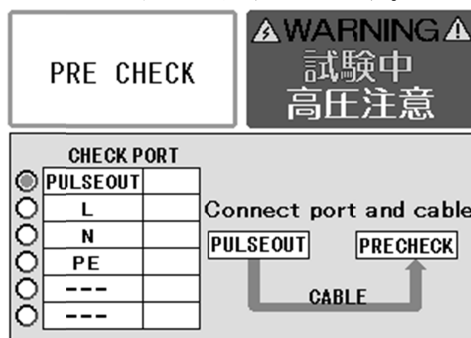 PRE CHECK
WARNING
試験中
高圧注意
CHECK PORT
PULSEOUT
L
N
PE
---
---
Connect port and cable
PULSEOUT
PRECHECK
CABLE